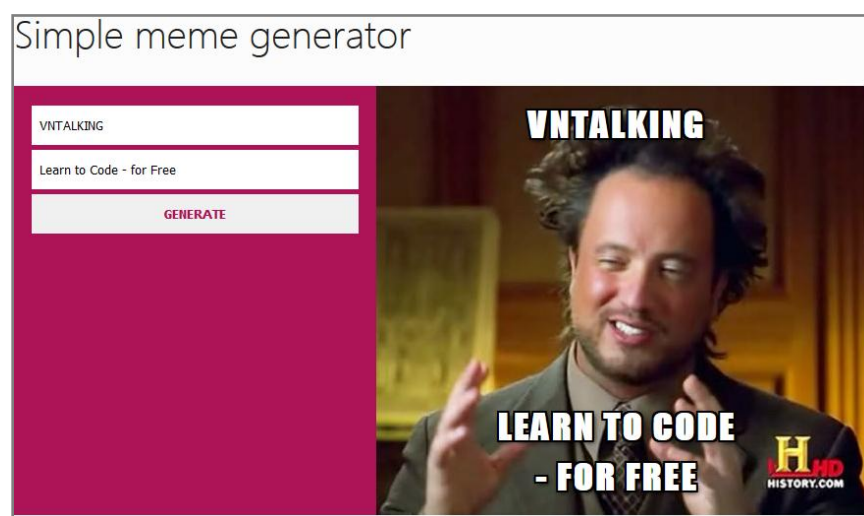 Simple meme generator
VNTALKING
Learn to Code - for Free
GENERATE
VNTALKING
LEARN TO CODE
- FOR FREE
H HD
HISTORY.COM